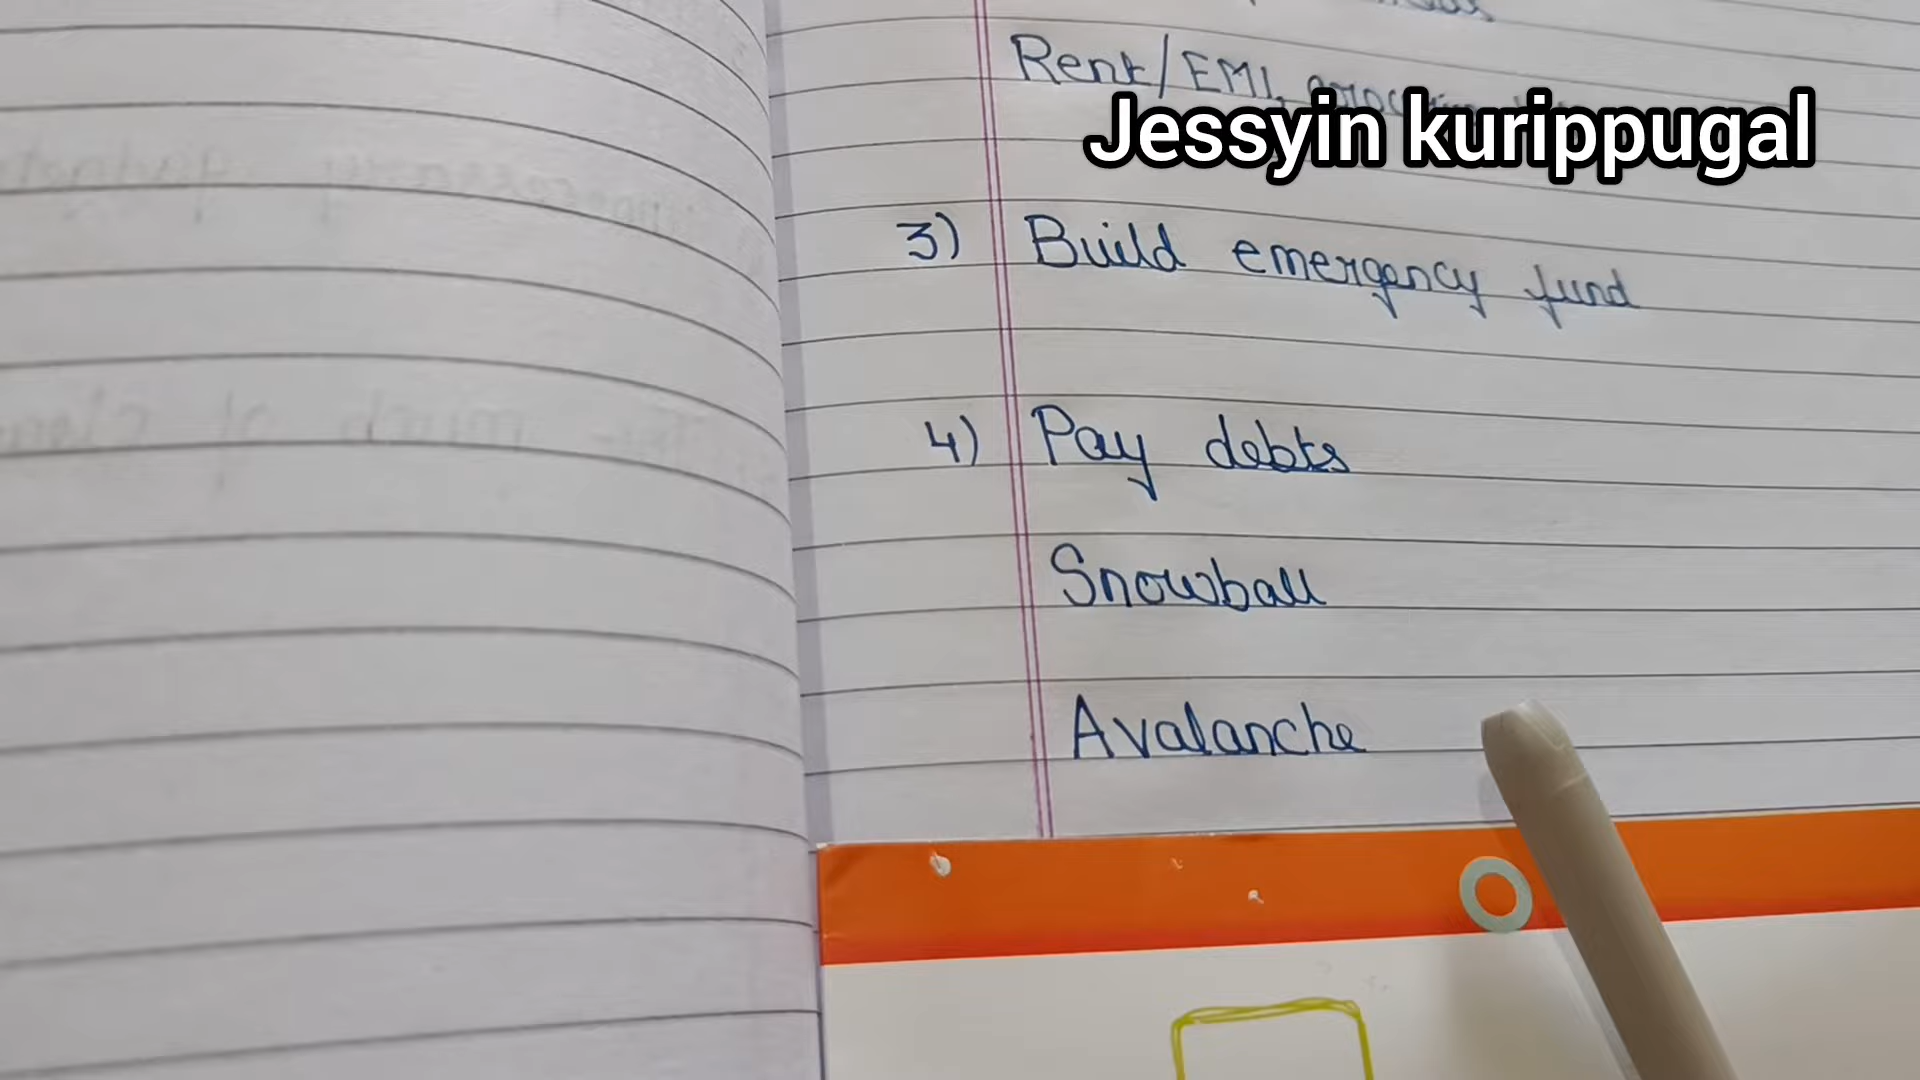 Rent/EMI,
Jessyin kurippugal
3) Build emergency fund
4) Pay debts
Snowball
Avalanche